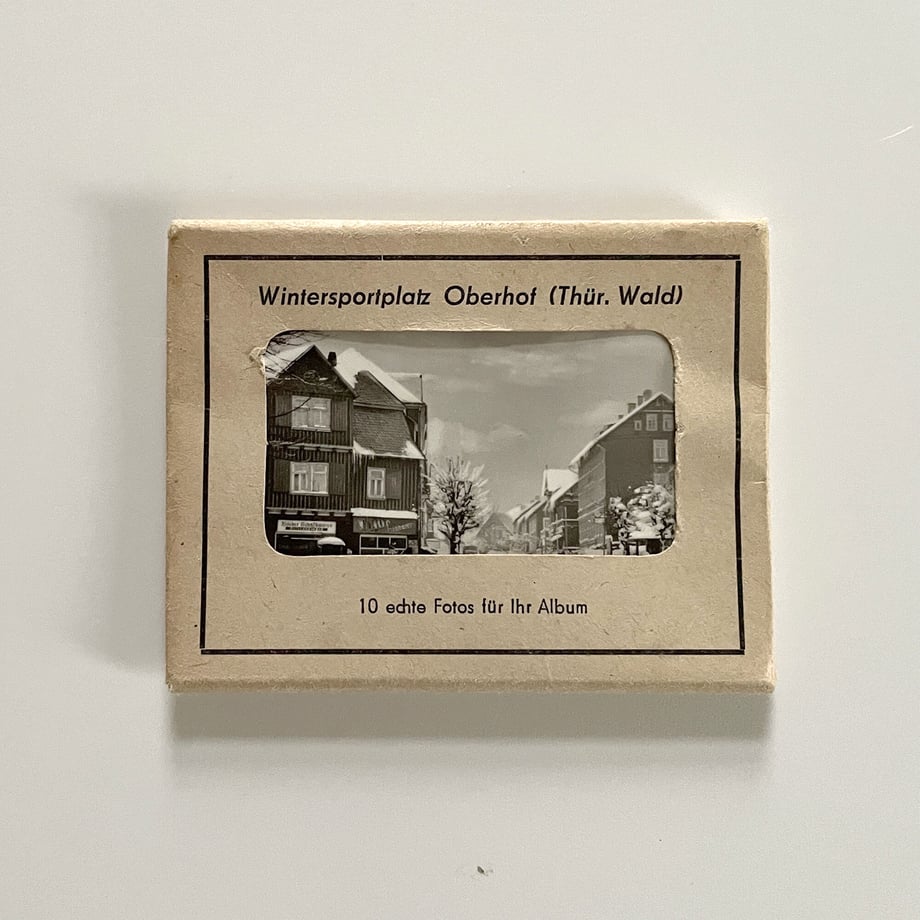 Wintersportplatz Oberhof (Thür. Wald)
10 echte Fotos für Ihr Album